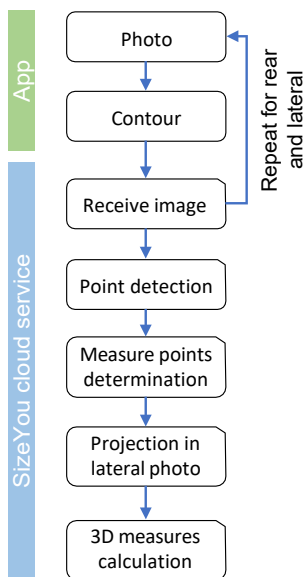 App
Photo
Contour
Repeat for rear
and lateral
SizeYou cloud service
Receive image
Point detection
Measure points
determination
Projection in
lateral photo
3D measures
calculation